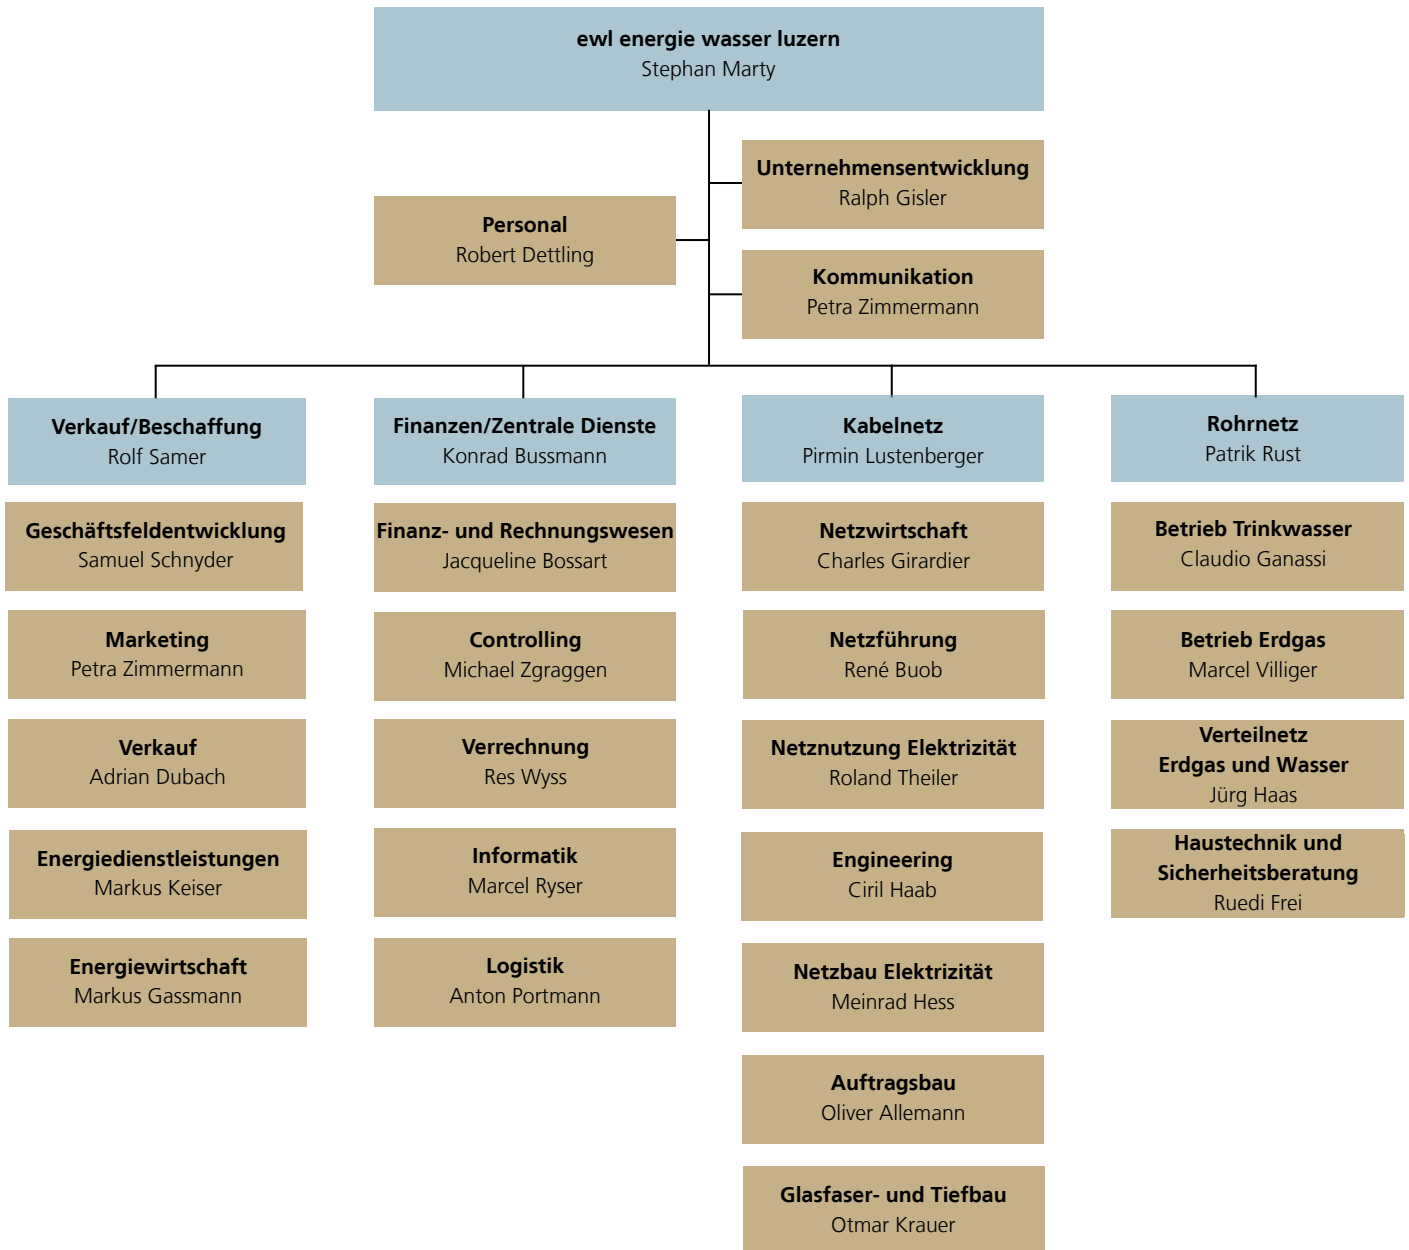 ewl energie wasser luzern
Stephan Marty
Unternehmensentwicklung
Ralph Gisler
Personal
Robert Dettling
Kommunikation
Petra Zimmermann
Verkauf/Beschaffung
Rolf Samer
Geschäftsfeldentwicklung
Samuel Schnyder
Marketing
Petra Zimmermann
Verkauf
Adrian Dubach
Energiedienstleistungen
Markus Keiser
Energiewirtschaft
Markus Gassmann
Finanzen/Zentrale Dienste
Konrad Bussmann
Finanz- und Rechnungswesen
Jacqueline Bossart
Controlling
Michael Zgraggen
Verrechnung
Res Wyss
Informatik
Marcel Ryser
Logistik
Anton Portmann
Kabelnetz
Pirmin Lustenberger
Netzwirtschaft
Charles Girardier
Netzführung
René Buob
Netznutzung Elektrizität
Roland Theiler
Engineering
Ciril Haab
Netzbau Elektrizität
Meinrad Hess
Auftragsbau
Oliver Allemann
Glasfaser- und Tiefbau
Otmar Krauer
Rohrnetz
Patrik Rust
Betrieb Trinkwasser
Claudio Ganassi
Betrieb Erdgas
Marcel Villiger
Verteilnetz
Erdgas und Wasser
Jürg Haas
Haustechnik und
Sicherheitsberatung
Ruedi Frei